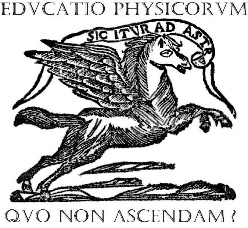 EDVCATIO PHYSICORVM
SIC ITVR AD ASTRA
QVO NON ASCENDAM?